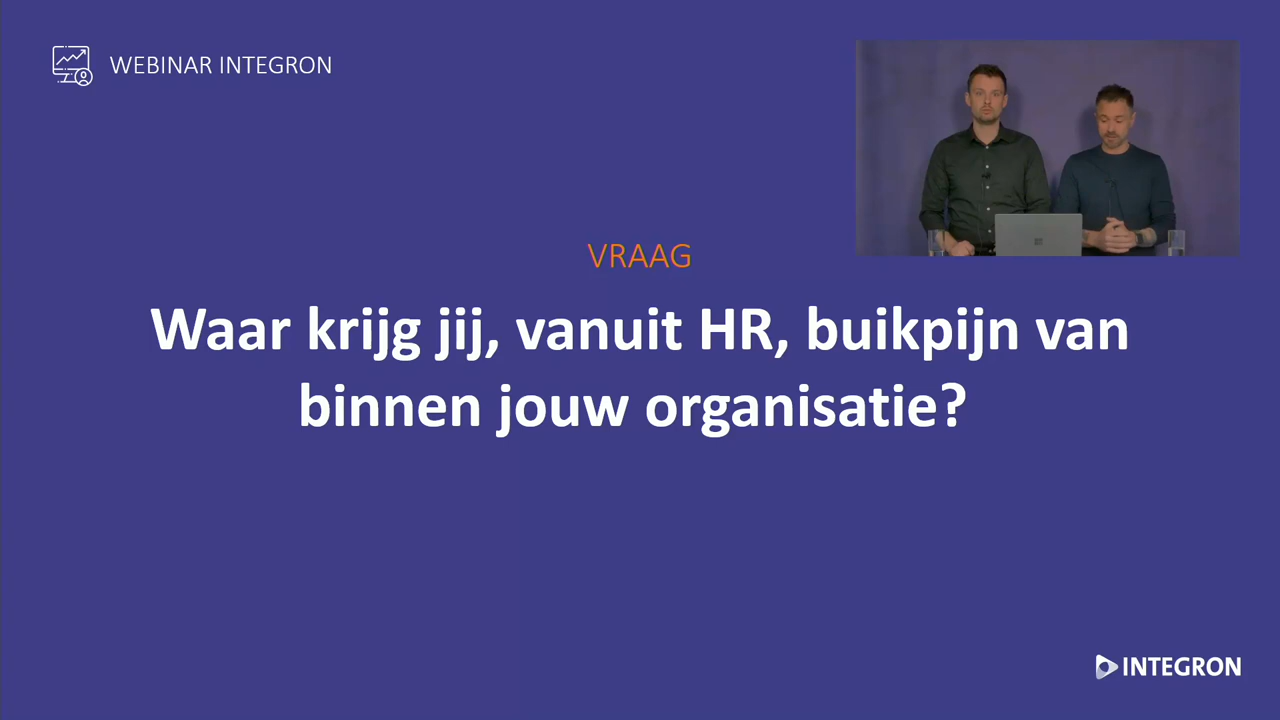 WEBINAR INTEGRON
VRAAG
Waar krijg jij, vanuit HR, buikpijn van
binnen jouw organisatie?
INTEGRON